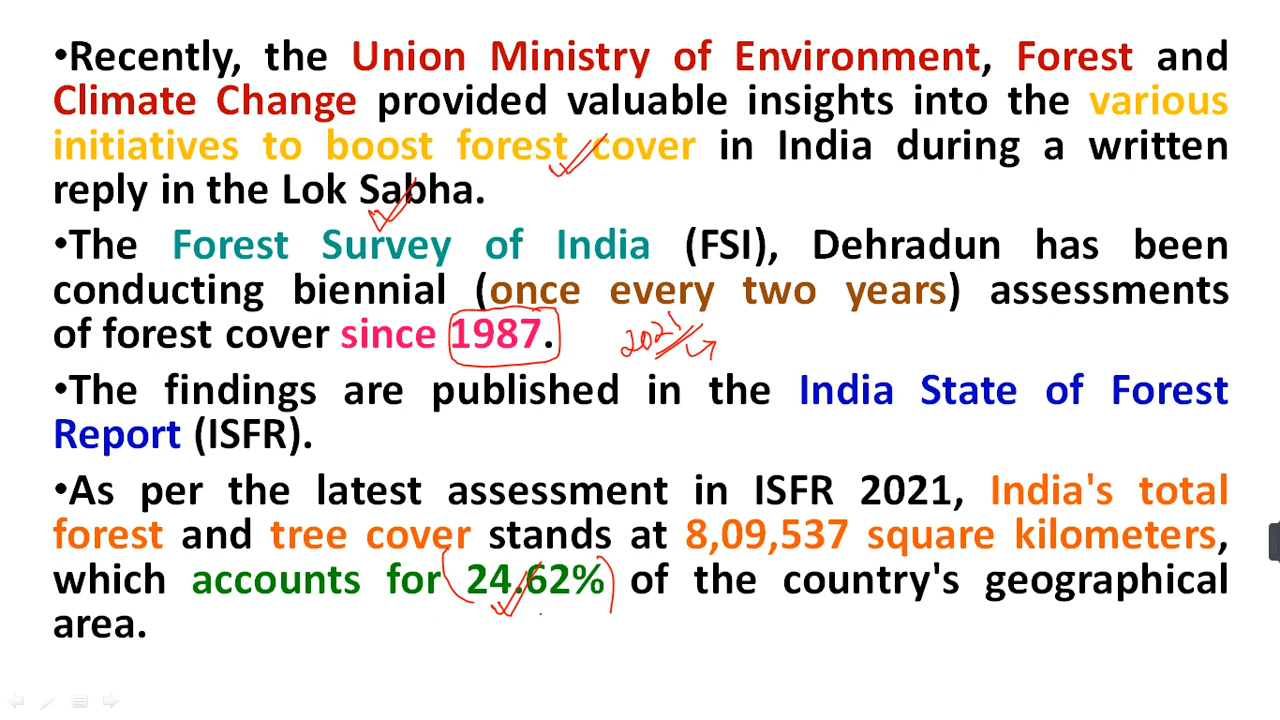 •Recently, the Union Ministry of Environment, Forest and
Climate Change provided valuable insights into the various
initiatives to boost forest cover in India during a written
reply in the Lok Sabha.
•The Forest Survey of India (FSI), Dehradun has been
conducting biennial (once every two years) assessments
of forest cover since 1987.
2021
•The findings are published in the India State of Forest
Report (ISFR).
•As per the latest assessment in ISFR 2021, India's total
forest and tree cover stands at 8,09,537 square kilometers,
which accounts for 24.62% of the country's geographical
area.